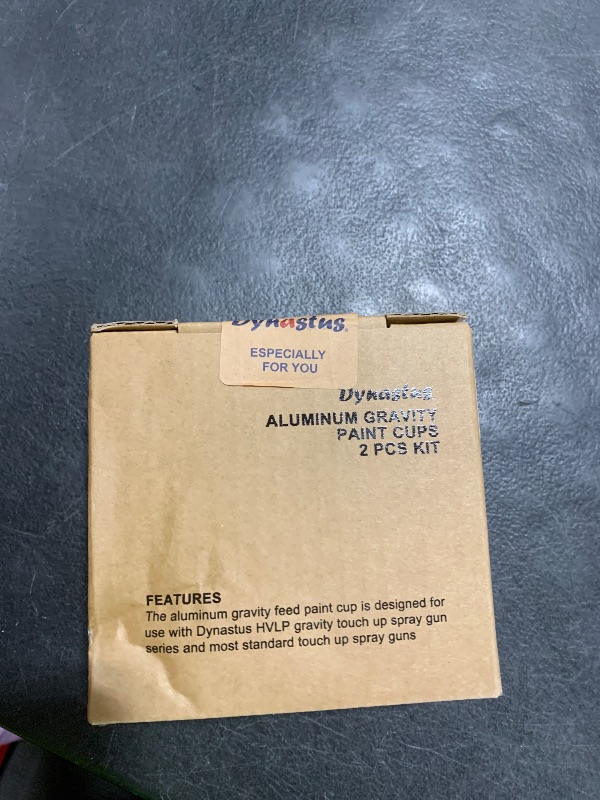 Dynastus
ESPECIALLY
FOR YOU
Dynastus
ALUMINUM GRAVITY
PAINT CUPS
2 PCS KIT
FEATURES
The aluminum gravity feed paint cup is designed for
use with Dynastus HVLP gravity touch up spray gun
series and most standard touch up spray guns